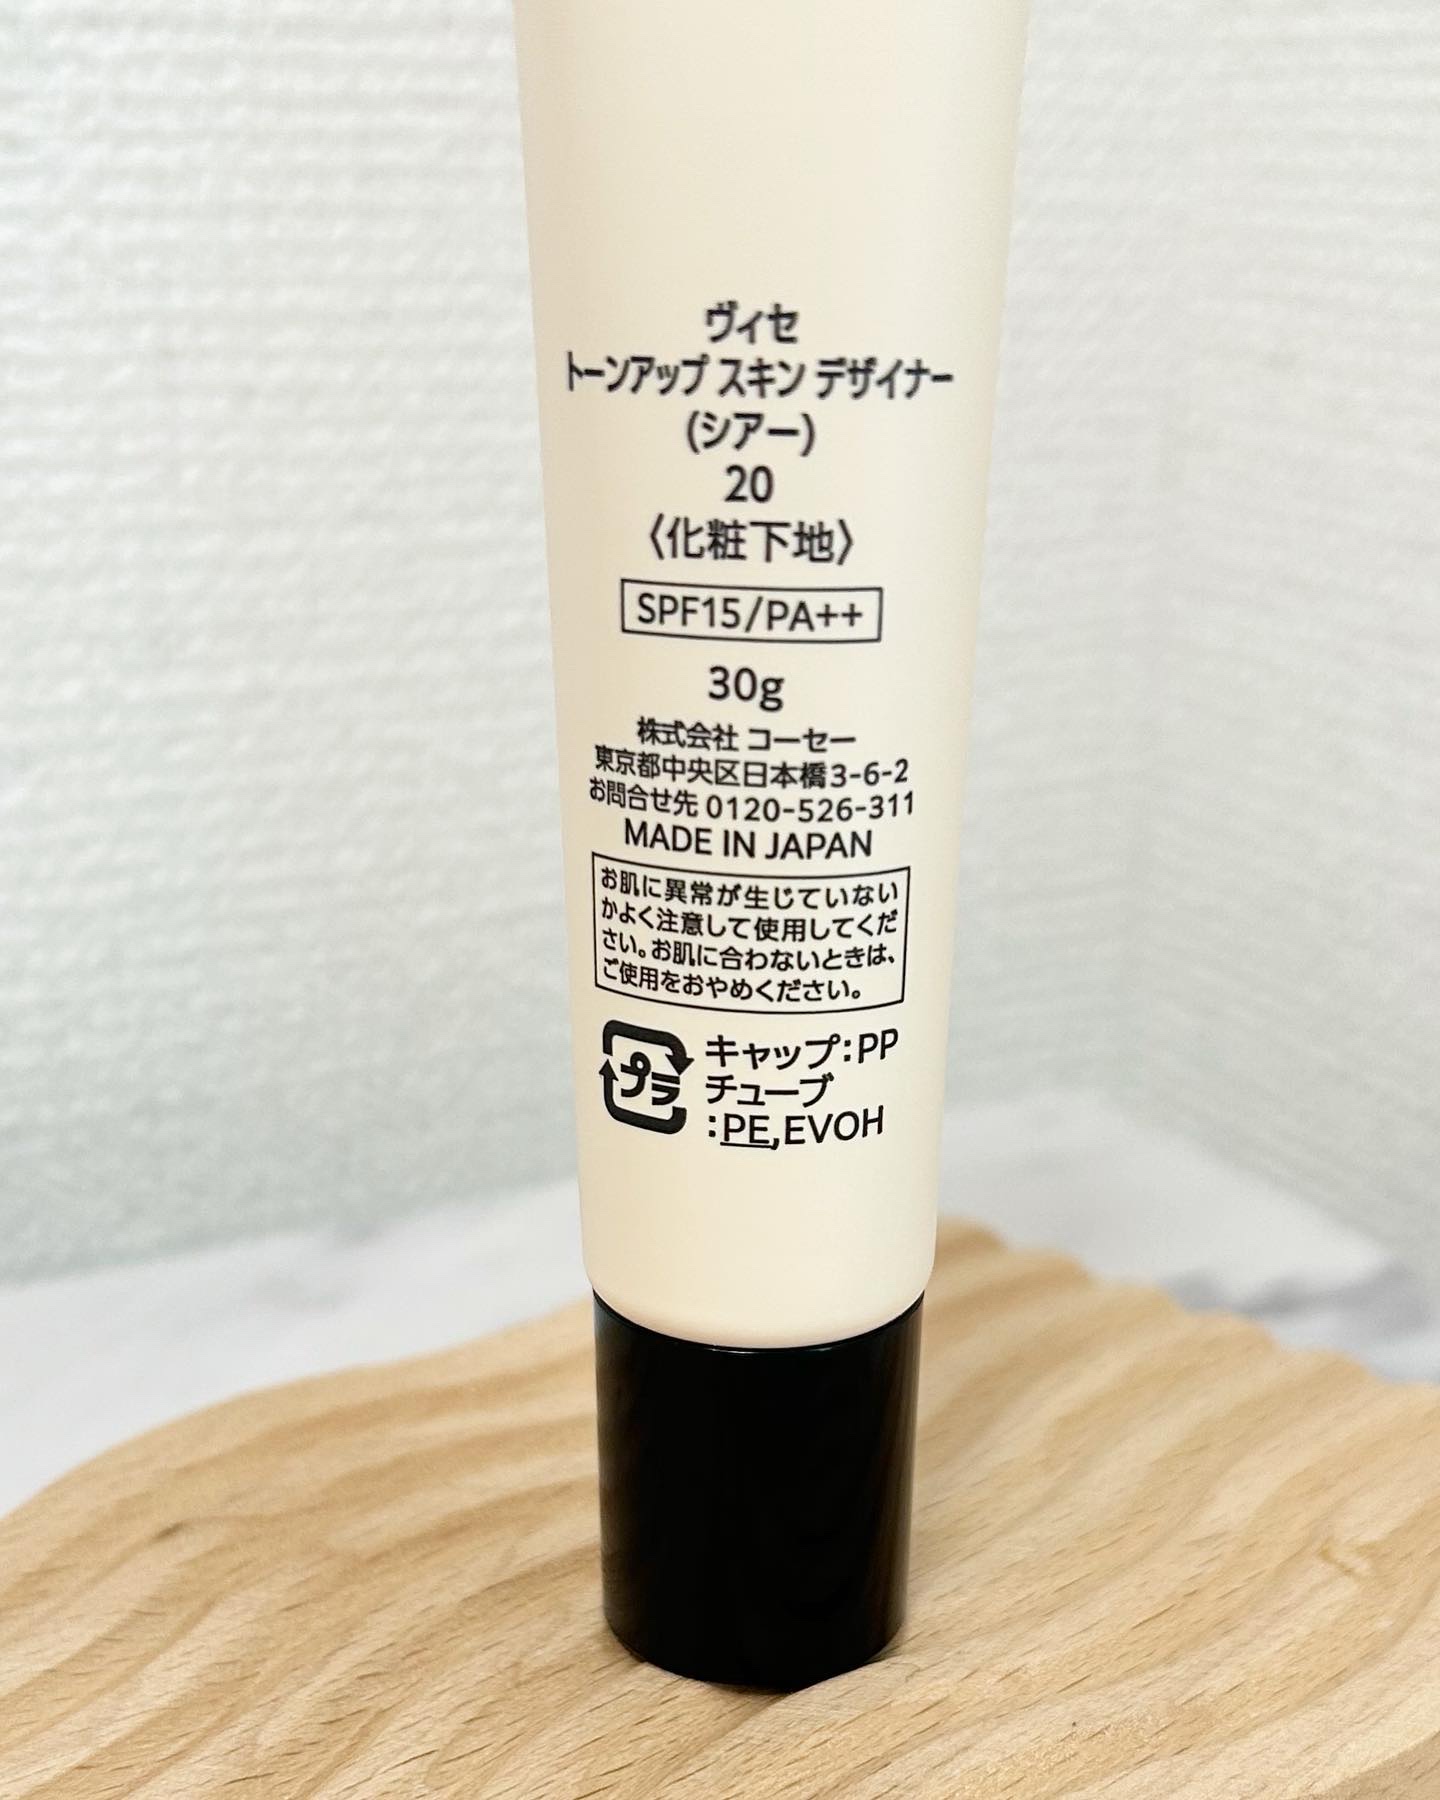 ヴィセ
トーンアップ スキン デザイナー
(シアー)
20
〈化粧下地〉
SPF15/PA++
30g
株式会社 コーセー
東京都中央区日本橋3-6-2
お問合せ先 0120-526-311
MADE IN JAPAN
お肌に異常が生じていない
かよく注意して使用してくだ
さい。お肌に合わないときは、
ご使用をおやめください。
プラ
キャップ:PP
チューブ
:PE,EVOH